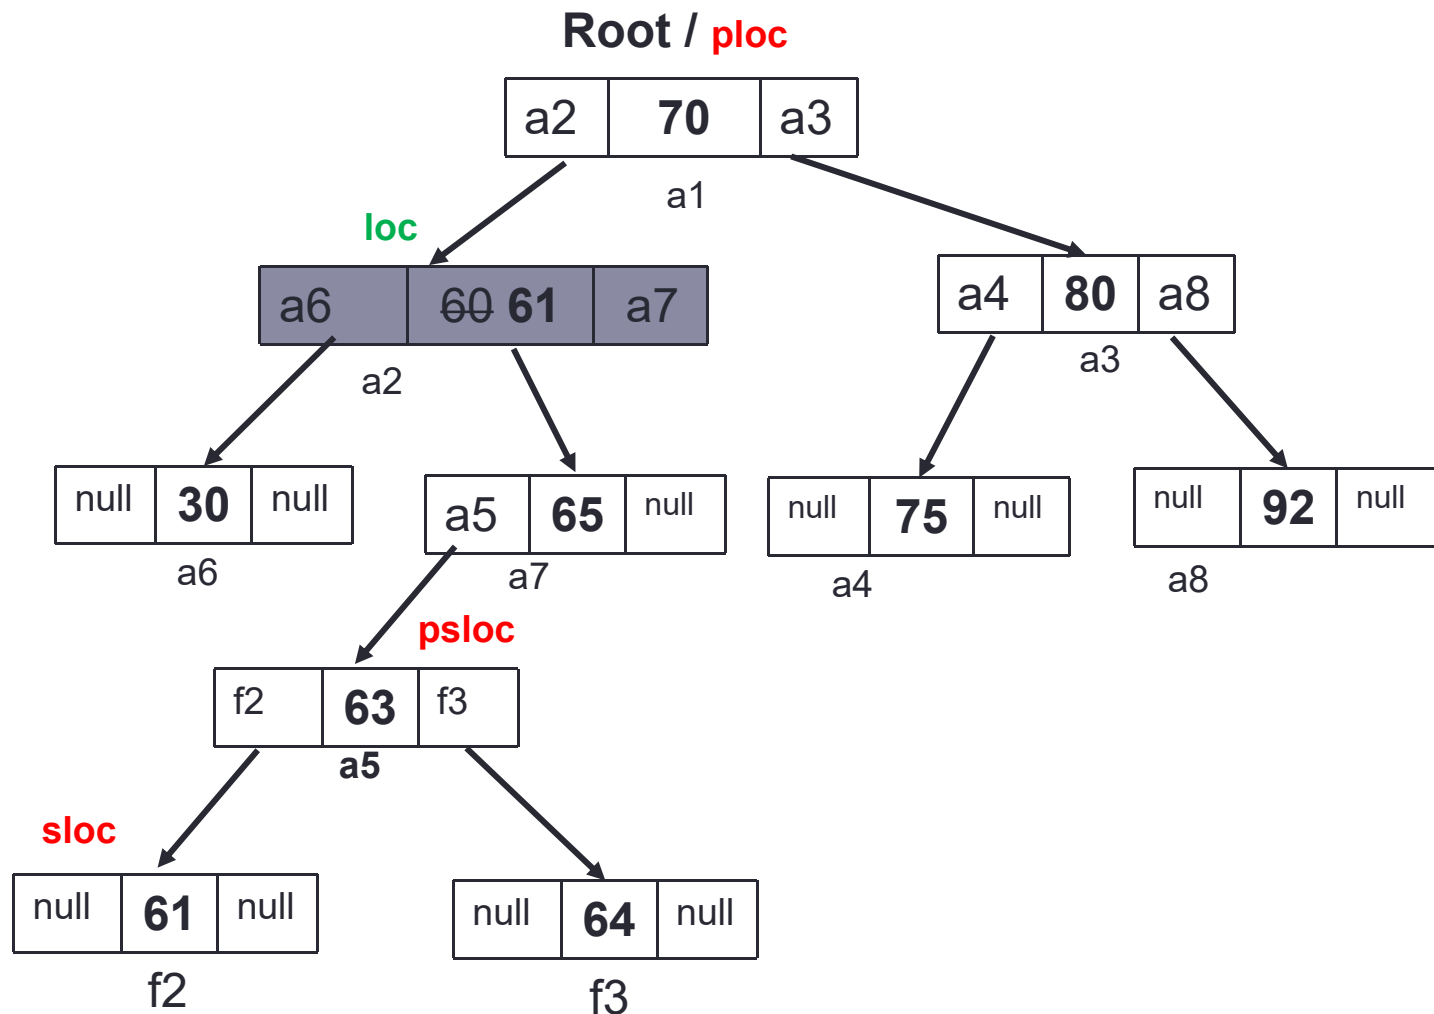 Root / ploc
a2 70 a3
a1
loc
a6 60 61 a7
a2
a4 80 a8
a3
null 30 null
a6
a5 65 null
a7
null 75 null
a4
null 92 null
a8
psloc
f2 63 f3
a5
sloc
null 61 null
f2
null 64 null
f3